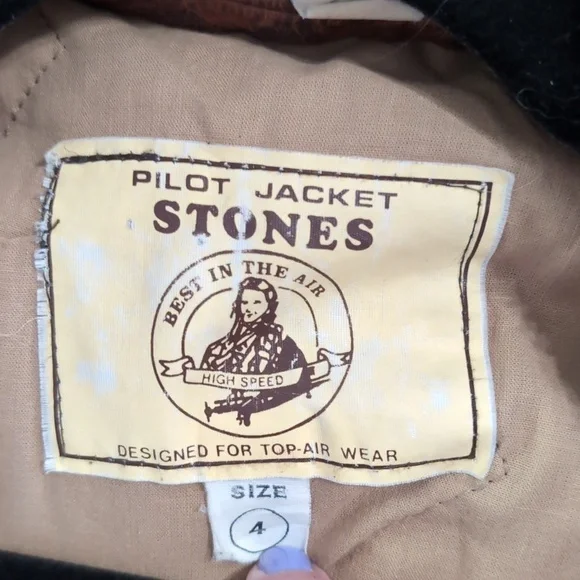 PILOT JACKET
STONES
BEST IN THE AIR
HIGH SPEED
DESIGNED FOR TOP-AIR WEAR
SIZE
4